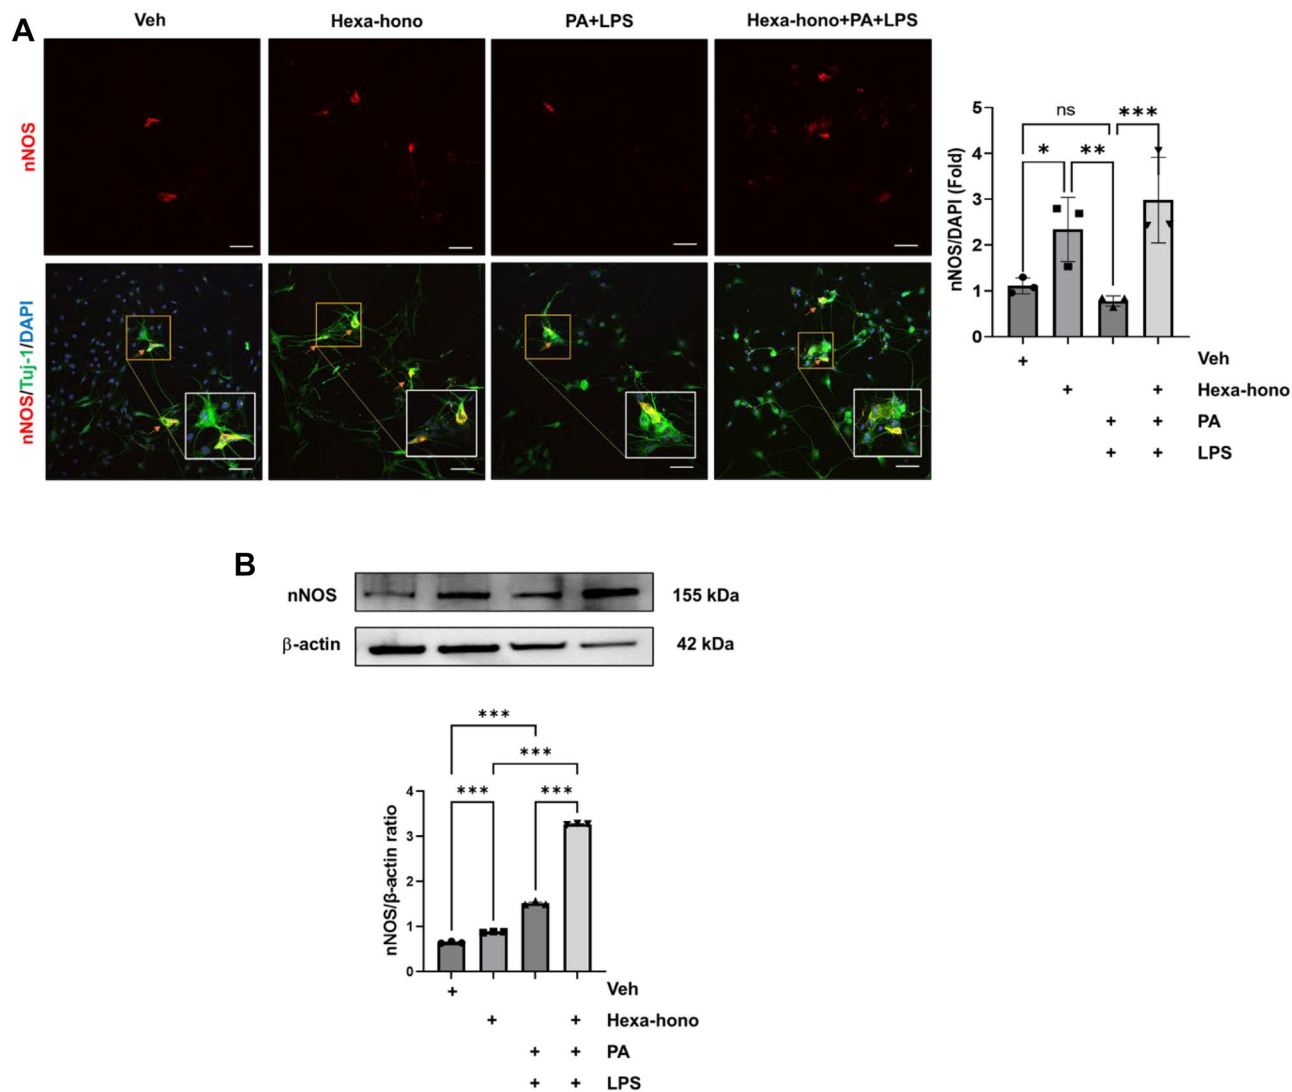 A
Veh
Hexa-hono
PA+LPS
Hexa-hono+PA+LPS
nNOS
nNOS/Tuj-1/DAPI
nNOS/DAPI (Fold)
5
4
3
2
1
0
ns
***
*
**
+
Veh
+
+
Hexa-hono
+
+
PA
+
+
LPS
B
nNOS
155 kDa
β-actin
42 kDa
***
***
***
***
nNOS/β-actin ratio
4
3
2
1
0
+
Veh
+
+
Hexa-hono
+
+
PA
+
+
LPS